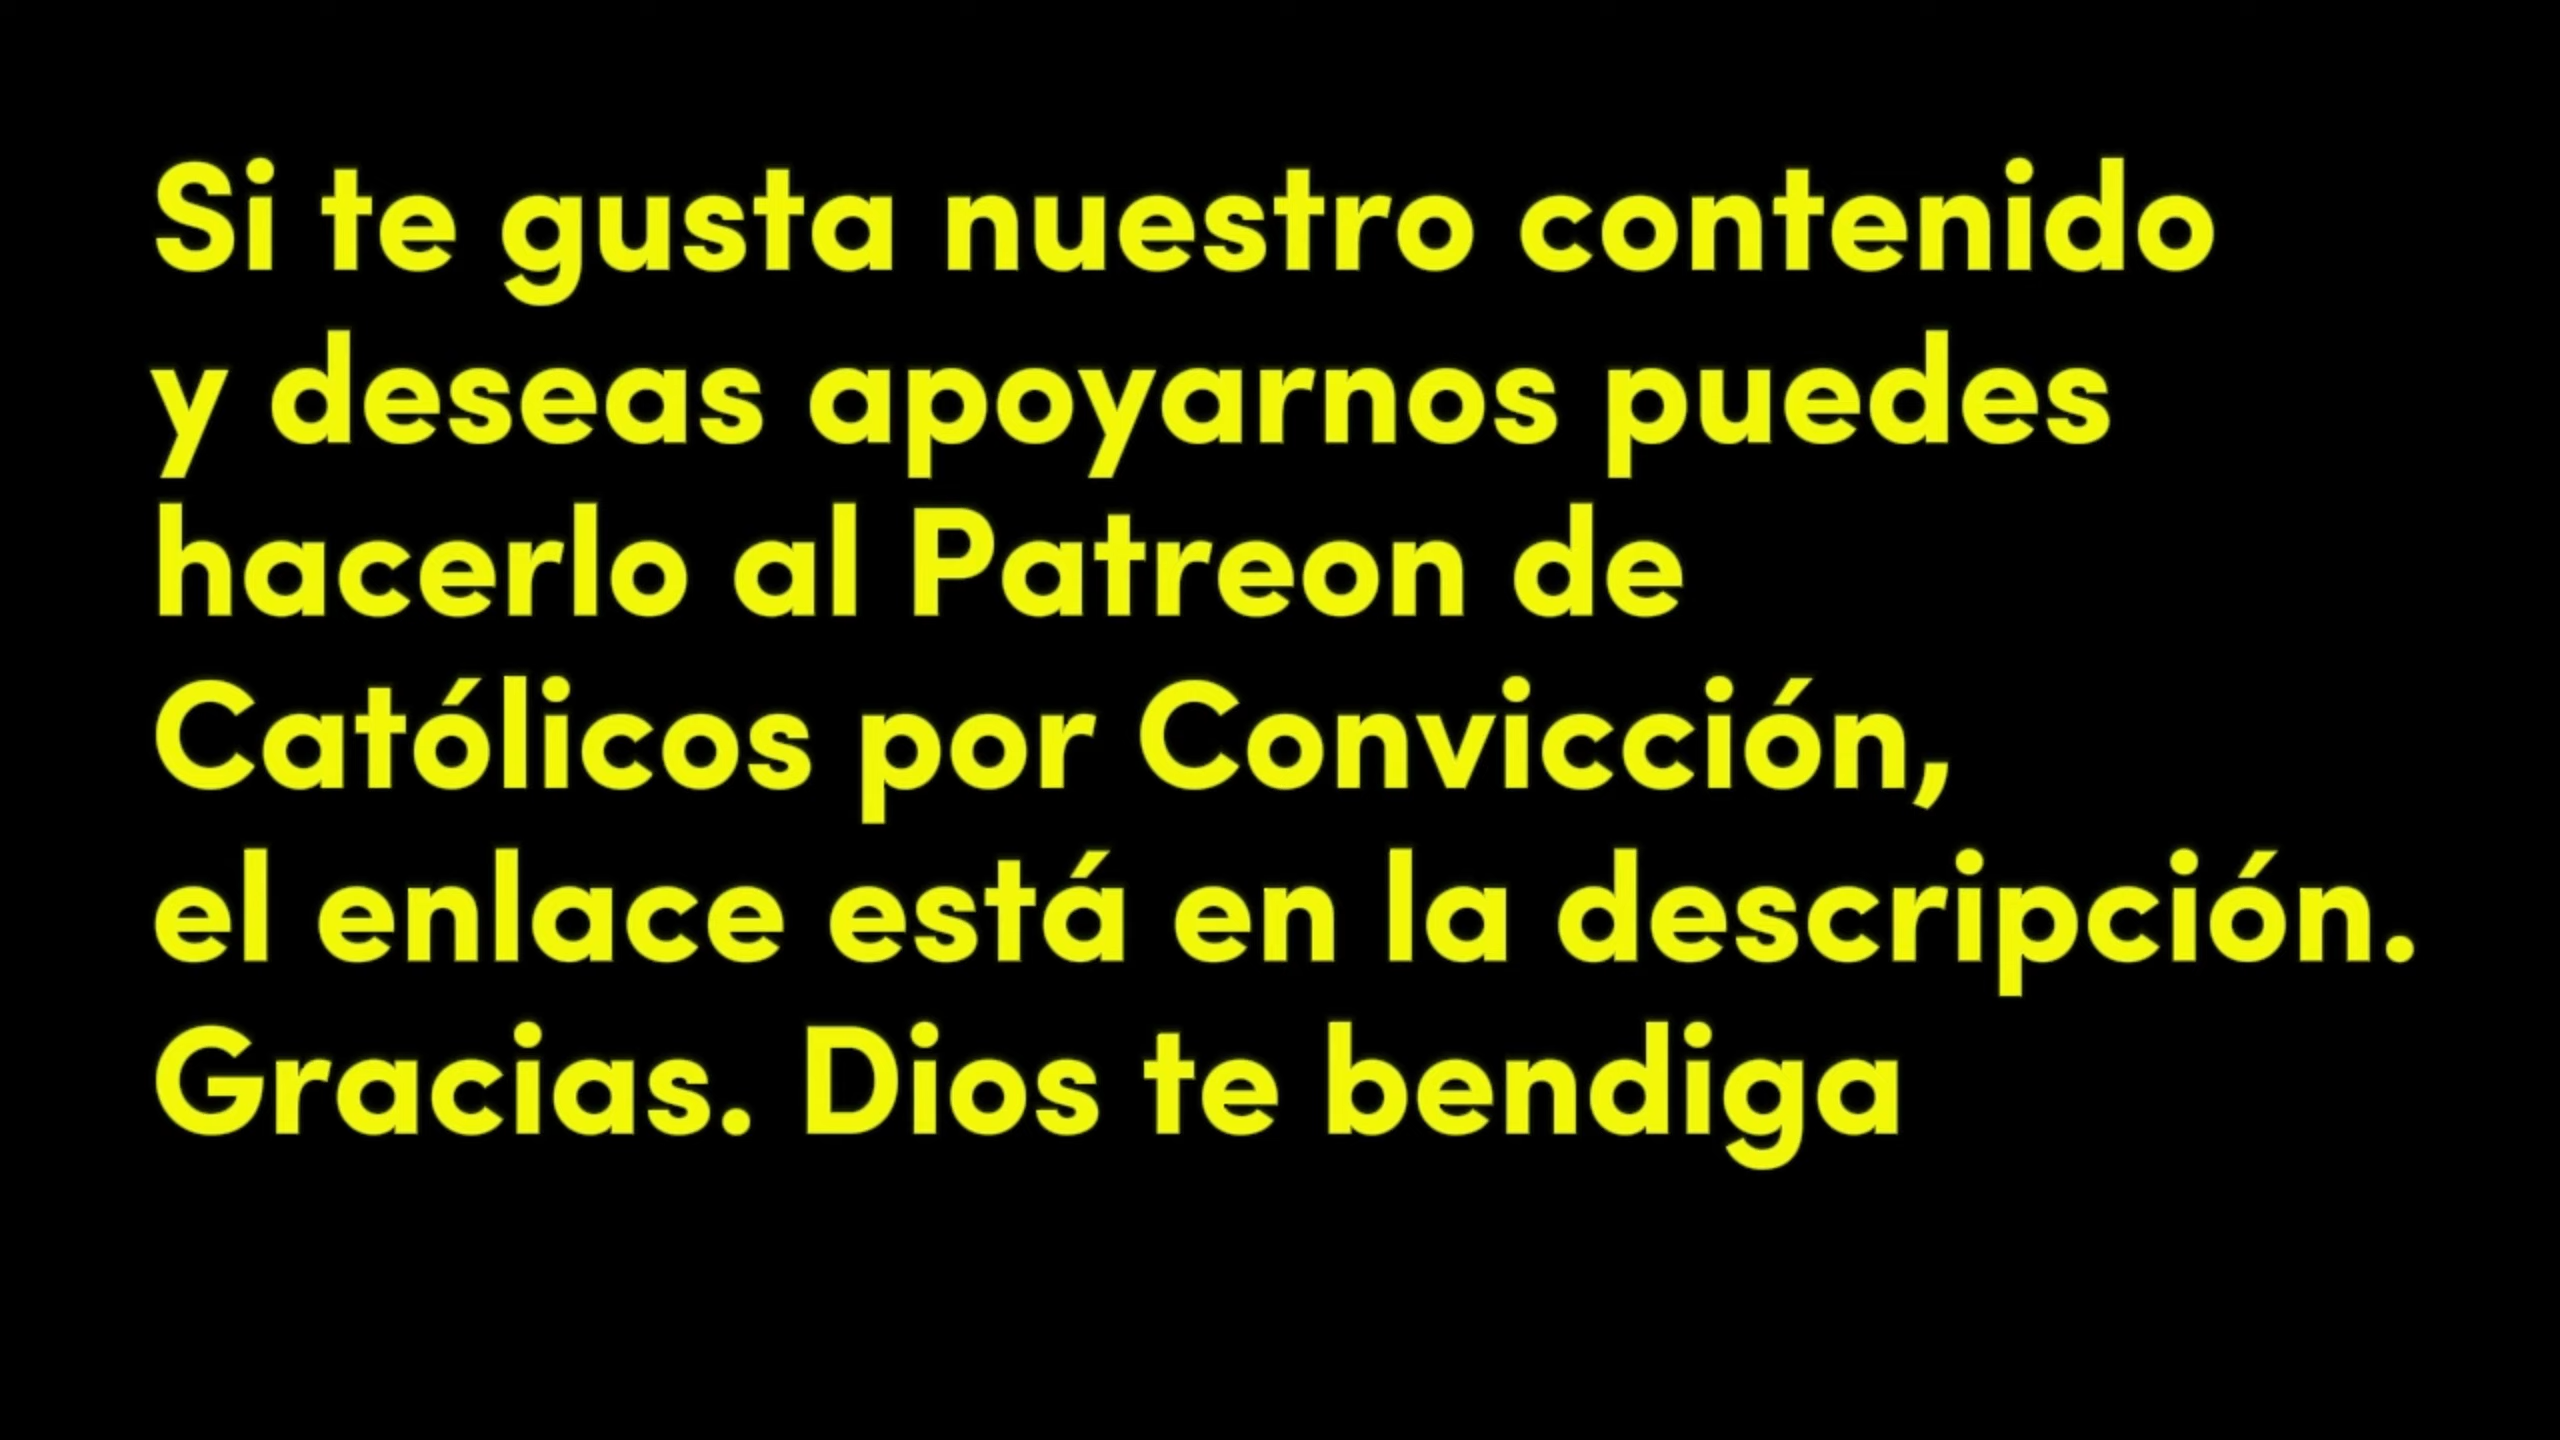 Si te gusta nuestro contenido
y deseas apoyarnos puedes
hacerlo al Patreon de
Católicos por Convicción,
el enlace está en la descripción.
Gracias. Dios te bendiga